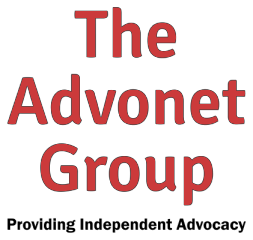 The
Advonet
Group
Providing Independent Advocacy